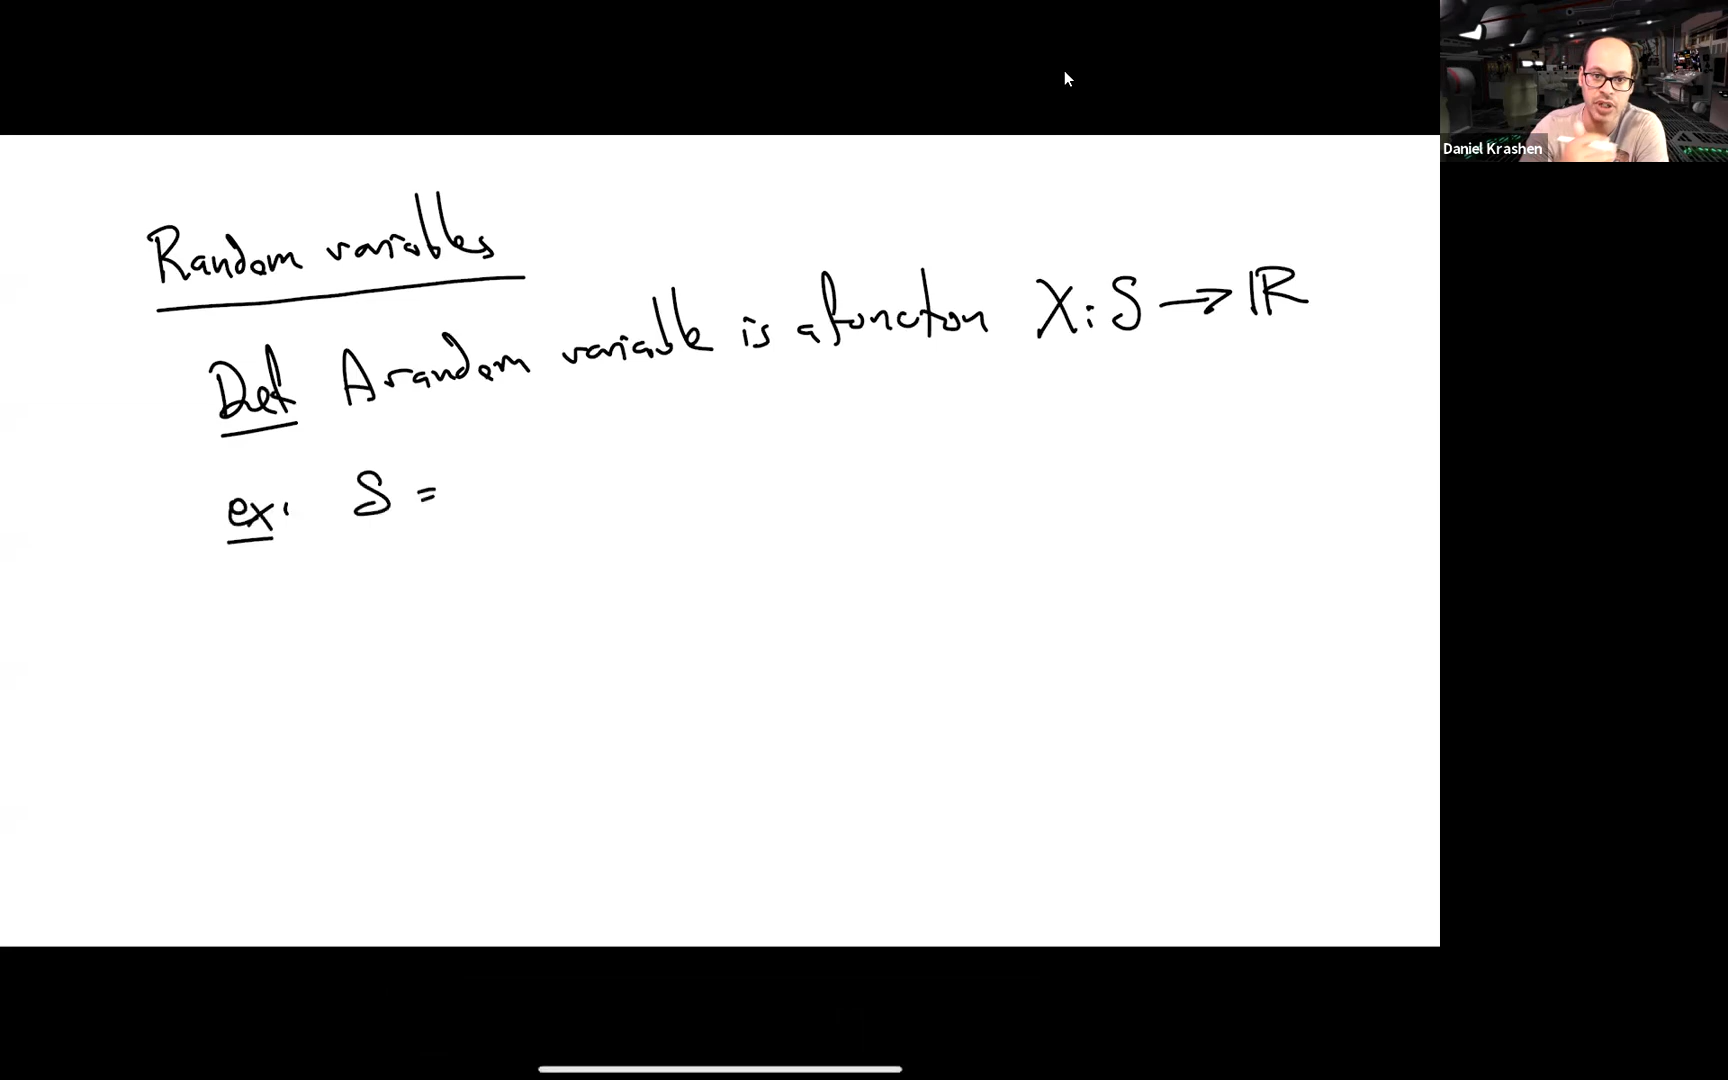 Random variables
Def A random variable is a function X: S → ℝ
ex: S =
Daniel Krashen